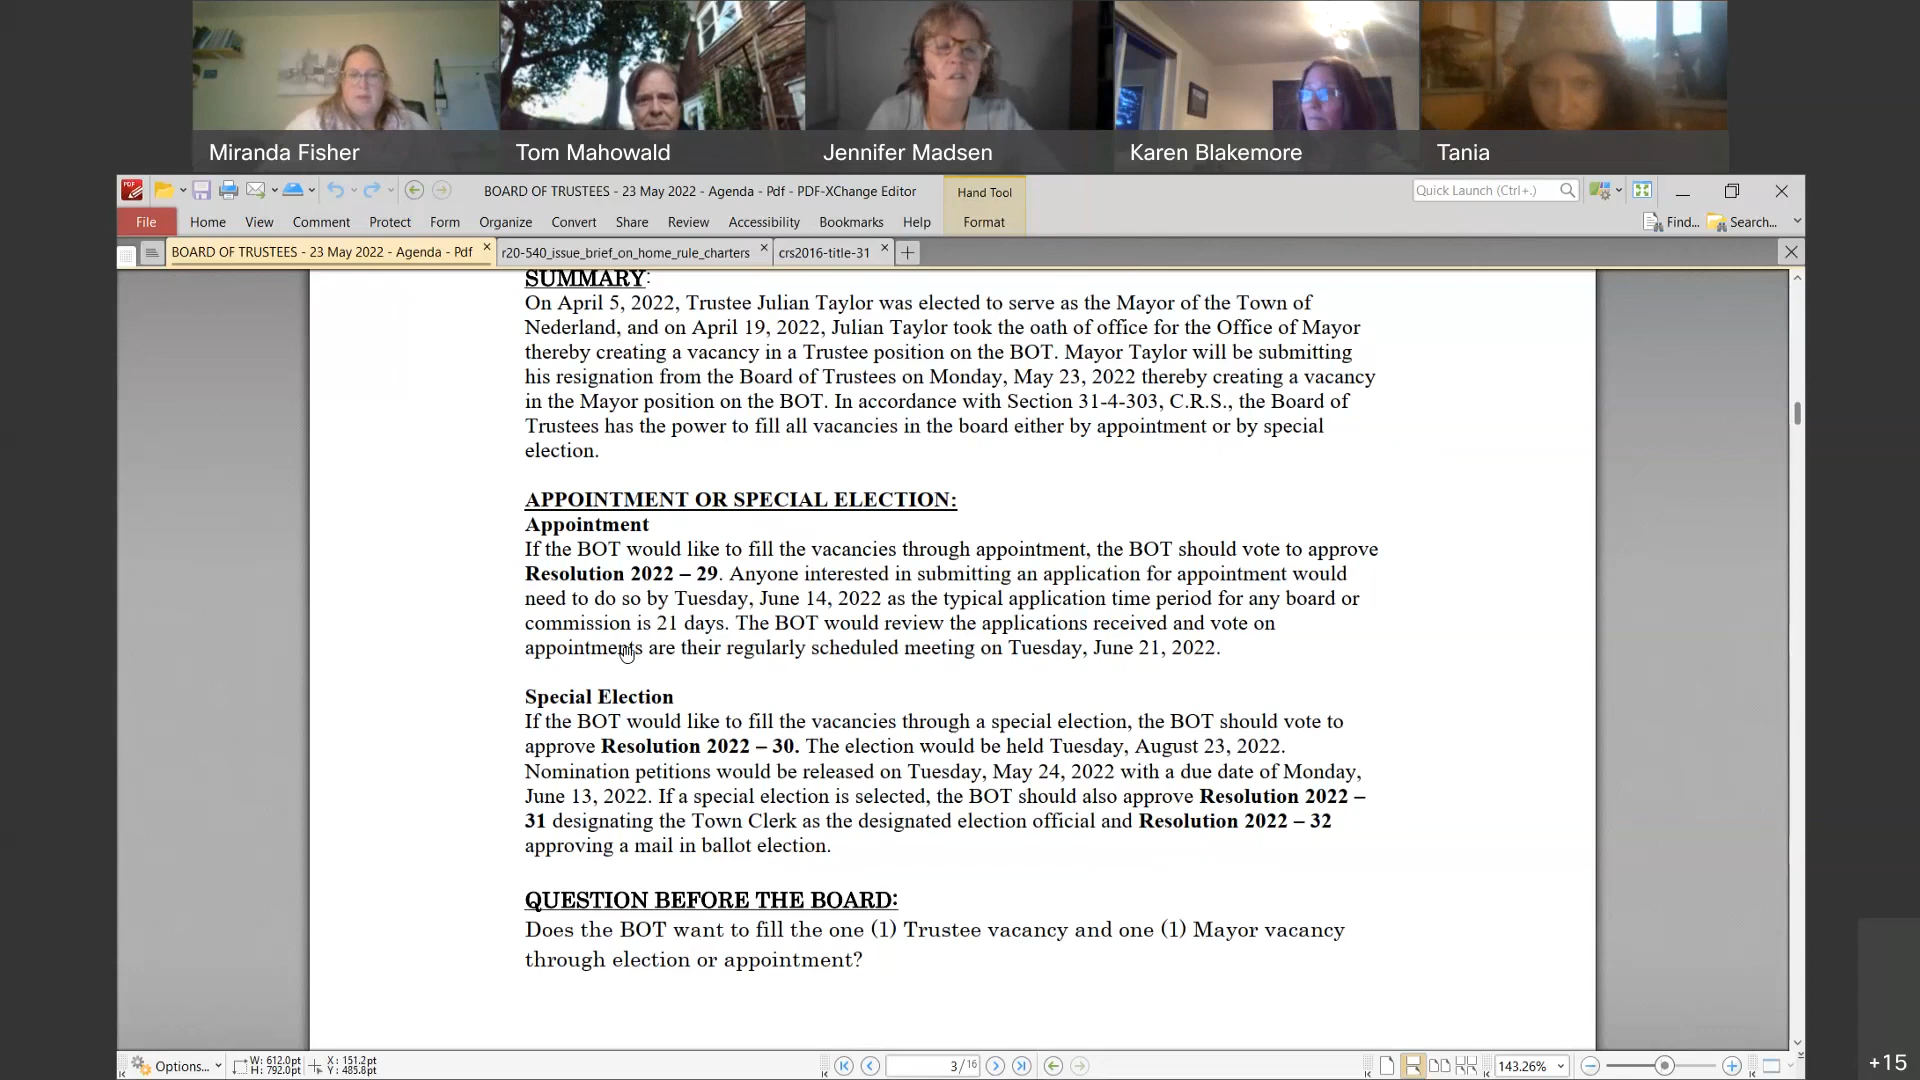 Miranda Fisher
Tom Mahowald
Jennifer Madsen
Karen Blakemore
Tania
BOARD OF TRUSTEES - 23 May 2022 - Agenda - Pdf - PDF-XChange Editor
Hand Tool
Quick Launch (Ctrl+.)
File
Home
View
Comment
Protect
Form
Organize
Convert
Share
Review
Accessibility
Bookmarks
Help
Format
Find...
Search...
BOARD OF TRUSTEES - 23 May 2022 - Agenda - Pdf
r20-540_issue_brief_on_home_rule_charters
crs2016-title-31
SUMMARY:
On April 5, 2022, Trustee Julian Taylor was elected to serve as the Mayor of the Town of
Nederland, and on April 19, 2022, Julian Taylor took the oath of office for the Office of Mayor
thereby creating a vacancy in a Trustee position on the BOT. Mayor Taylor will be submitting
his resignation from the Board of Trustees on Monday, May 23, 2022 thereby creating a vacancy
in the Mayor position on the BOT. In accordance with Section 31-4-303, C.R.S., the Board of
Trustees has the power to fill all vacancies in the board either by appointment or by special
election.
APPOINTMENT OR SPECIAL ELECTION:
Appointment
If the BOT would like to fill the vacancies through appointment, the BOT should vote to approve
Resolution 2022 – 29. Anyone interested in submitting an application for appointment would
need to do so by Tuesday, June 14, 2022 as the typical application time period for any board or
commission is 21 days. The BOT would review the applications received and vote on
appointments are their regularly scheduled meeting on Tuesday, June 21, 2022.
Special Election
If the BOT would like to fill the vacancies through a special election, the BOT should vote to
approve Resolution 2022 – 30. The election would be held Tuesday, August 23, 2022.
Nomination petitions would be released on Tuesday, May 24, 2022 with a due date of Monday,
June 13, 2022. If a special election is selected, the BOT should also approve Resolution 2022 –
31 designating the Town Clerk as the designated election official and Resolution 2022 – 32
approving a mail in ballot election.
QUESTION BEFORE THE BOARD:
Does the BOT want to fill the one (1) Trustee vacancy and one (1) Mayor vacancy
through election or appointment?
Options...
W: 612.0pt
H: 792.0pt
X: 151.2pt
Y: 485.8pt
3 / 16
143.26%
+15